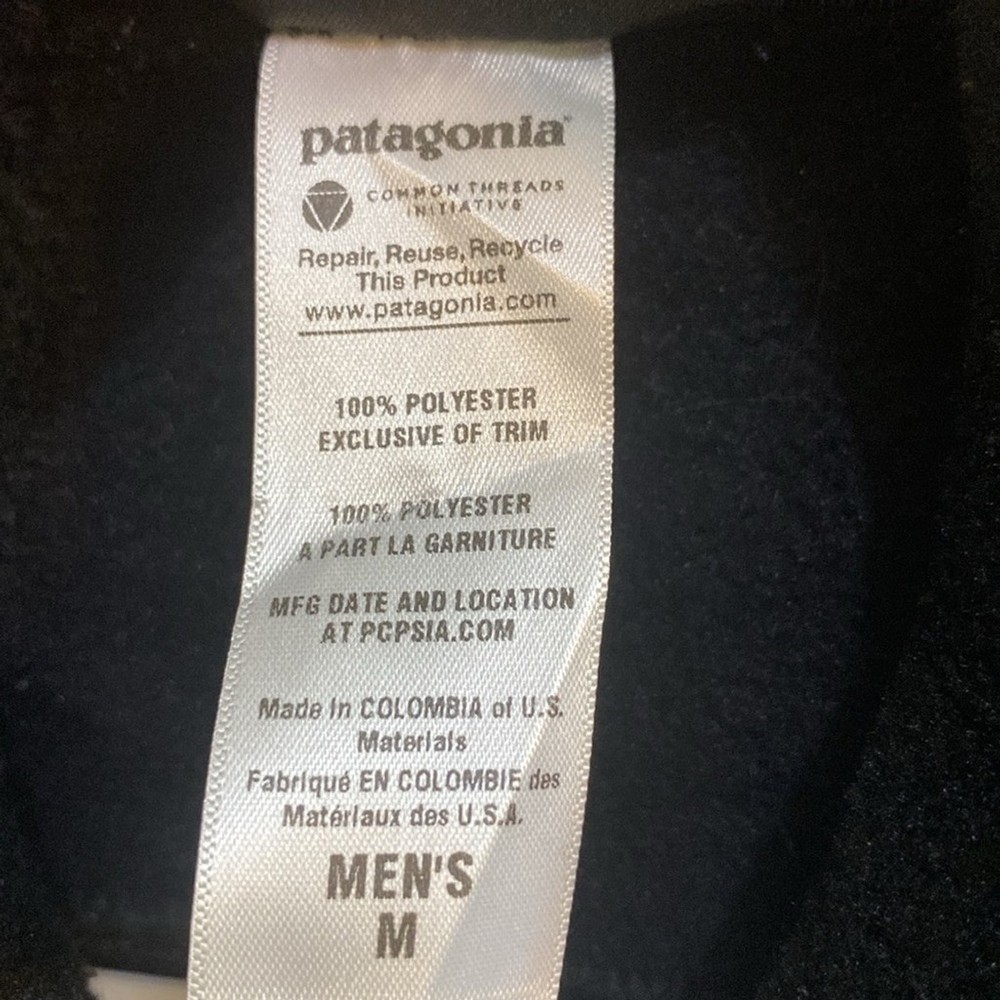 patagonia®
COMMON THREADS
INITIATIVE
Repair, Reuse, Recycle
This Product
www.patagonia.com
100% POLYESTER
EXCLUSIVE OF TRIM
100% POLYESTER
A PART LA GARNITURE
MFG DATE AND LOCATION
AT PCPSIA.COM
Made in COLOMBIA of U.S.
Materials
Fabriqué EN COLOMBIE des
Matériaux des U.S.A.
MEN'S
M